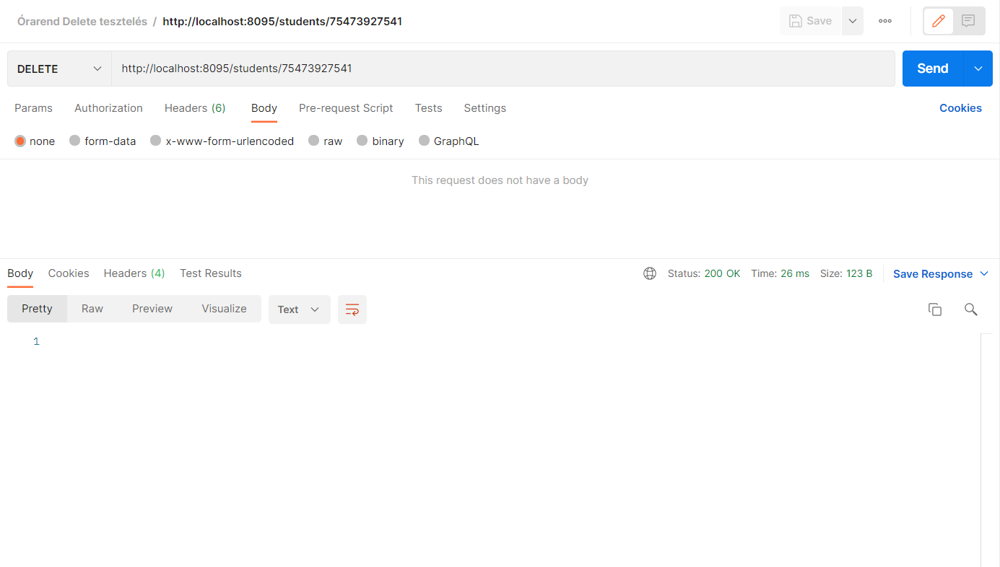 Órarend Delete tesztelés / http://localhost:8095/students/75473927541
Save
DELETE http://localhost:8095/students/75473927541 Send
Params Authorization Headers (6) Body Pre-request Script Tests Settings Cookies
none form-data x-www-form-urlencoded raw binary GraphQL
This request does not have a body
Body Cookies Headers (4) Test Results Status: 200 OK Time: 26 ms Size: 123 B Save Response
Pretty Raw Preview Visualize Text
1